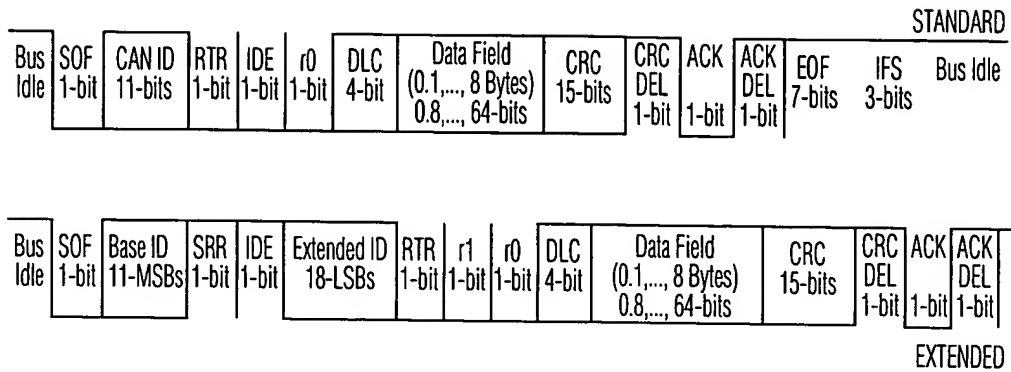 STANDARD
Bus Idle
SOF 1-bit
CAN ID 11-bits
RTR 1-bit
IDE 1-bit
r0 1-bit
DLC 4-bit
Data Field (0.1,..., 8 Bytes) 0.8,..., 64-bits
CRC 15-bits
CRC DEL 1-bit
ACK 1-bit
ACK DEL 1-bit
EOF 7-bits
IFS 3-bits
Bus Idle
Bus Idle
SOF 1-bit
Base ID 11-MSBs
SRR 1-bit
IDE 1-bit
Extended ID 18-LSBs
RTR 1-bit
r1 1-bit
r0 1-bit
DLC 4-bit
Data Field (0.1,..., 8 Bytes) 0.8,..., 64-bits
CRC 15-bits
CRC DEL 1-bit
ACK 1-bit
ACK DEL 1-bit
EXTENDED